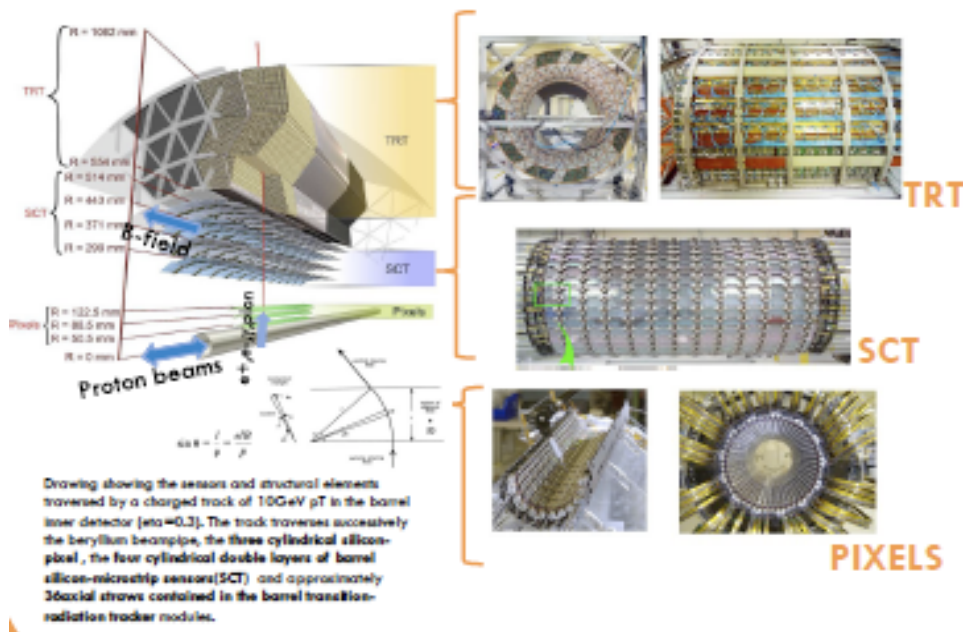 R = 1082 mm
TRT
TRT
R = 554 mm
R = 514 mm
R = 443 mm
SCT
R = 371 mm
R = 299 mm
B-field
SCT
R = 122.5 mm
Pixels
R = 88.5 mm
R = 50.5 mm
Pixels
R = 0 mm
Proton beams
TRT
SCT
PIXELS
Drawing showing the sensors and structural elements
traversed by a charged track of 10GeV pT in the barrel
inner detector (eta=0.3). The track traverses successively
the beryllium beampipe, the three cylindrical silicon-
pixel , the four cylindrical double layers of barrel
silicon-microstrip sensors(SCT) and approximately
36axial straws contained in the barrel transition-
radiation tracker modules.